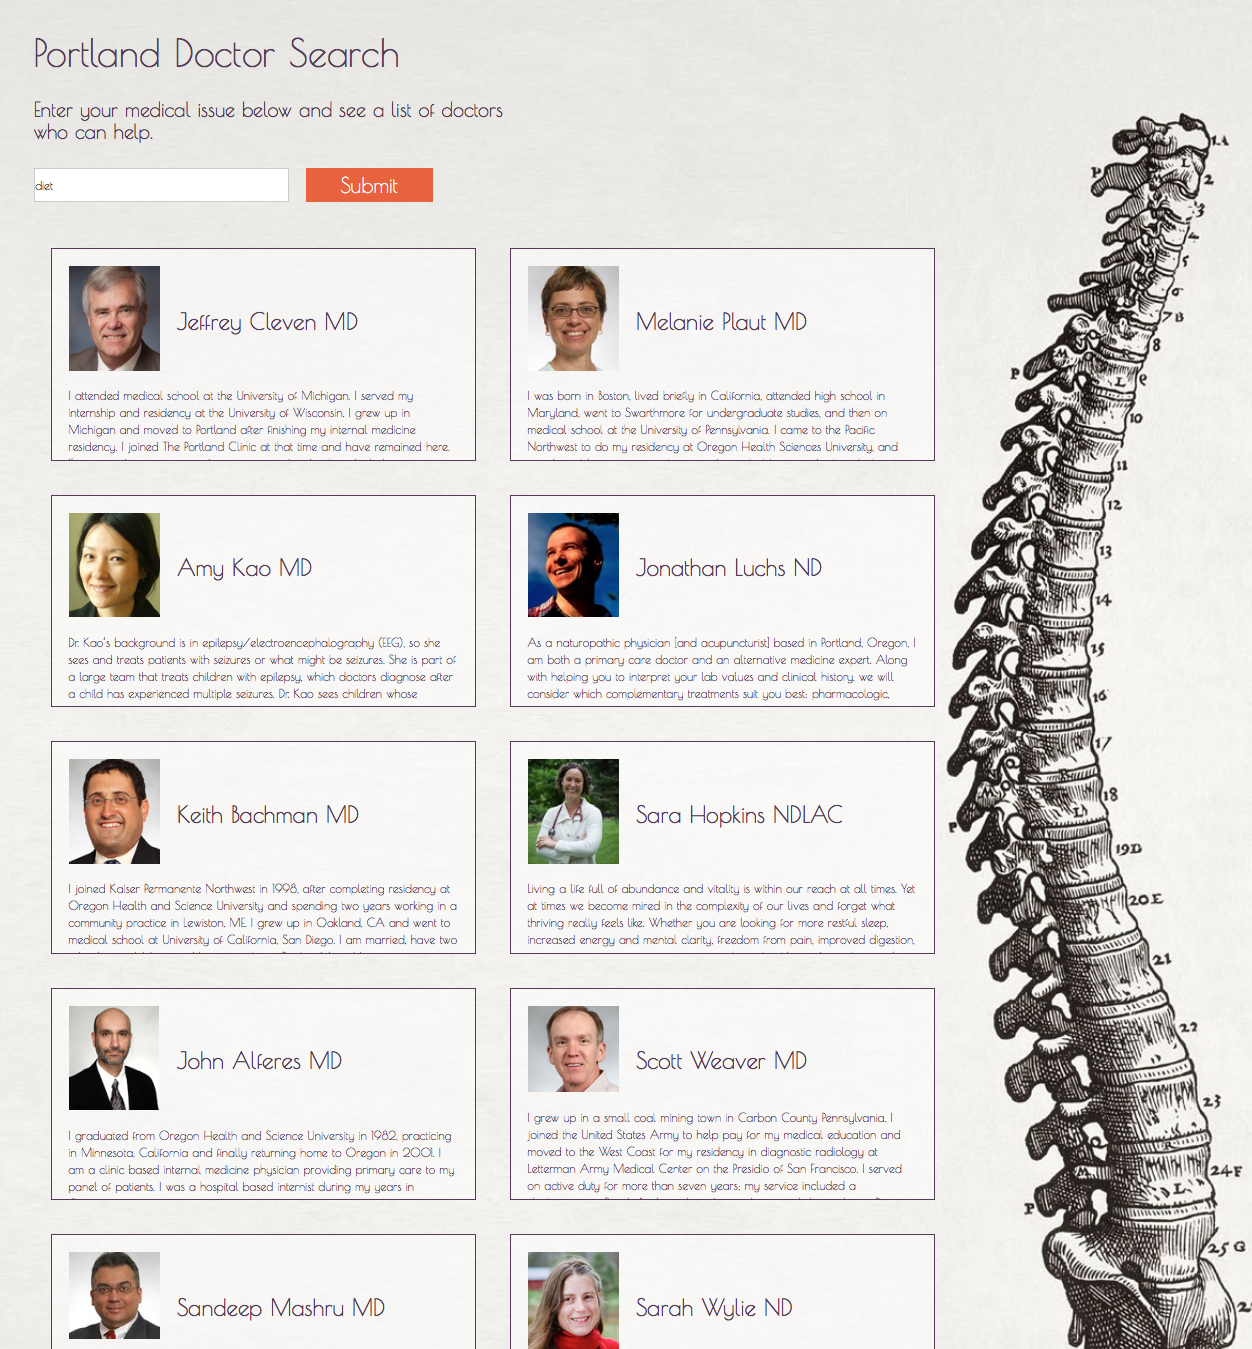 Portland Doctor Search
Enter your medical issue below and see a list of doctors
who can help.
diet
Submit
Jeffrey Cleven MD
I attended medical school at the University of Michigan. I served my
internship and residency at the University of Wisconsin. I grew up in
Michigan and moved to Portland after finishing my internal medicine
residency. I joined The Portland Clinic at that time and have remained here.
Melanie Plaut MD
I was born in Boston, lived briefly in California, attended high school in
Maryland, went to Swarthmore for undergraduate studies, and then on
medical school at the University of Pennsylvania. I came to the Pacific
Northwest to do my residency at Oregon Health Sciences University, and
Amy Kao MD
Dr. Kao's background is in epilepsy/electroencephalography (EEG), so she
sees and treats patients with seizures or what might be seizures. She is part of
a large team that treats children with epilepsy, which doctors diagnose after
a child has experienced multiple seizures. Dr. Kao sees children whose
Jonathan Luchs ND
As a naturopathic physician [and acupuncturist] based in Portland, Oregon, I
am both a primary care doctor and an alternative medicine expert. Along
with helping you to interpret your lab values and clinical history, we will
consider which complementary treatments suit you best: pharmacologic,
Keith Bachman MD
I joined Kaiser Permanente Northwest in 1998, after completing residency at
Oregon Health and Science University and spending two years working in a
community practice in Lewiston, ME. I grew up in Oakland, CA and went to
medical school at University of California, San Diego. I am married, have two
Sara Hopkins NDLAC
Living a life full of abundance and vitality is within our reach at all times. Yet
at times we become mired in the complexity of our lives and forget what
thriving really feels like. Whether you are looking for more restful sleep,
increased energy and mental clarity, freedom from pain, improved digestion,
John Alferes MD
I graduated from Oregon Health and Science University in 1982, practicing
in Minnesota, California and finally returning home to Oregon in 2001. I
am a clinic based internal medicine physician providing primary care to my
panel of patients. I was a hospital based internist during my years in
Scott Weaver MD
I grew up in a small coal mining town in Carbon County Pennsylvania. I
joined the United States Army to help pay for my medical education and
moved to the West Coast for my residency in diagnostic radiology at
Letterman Army Medical Center on the Presidio of San Francisco. I served
on active duty for more than seven years; my service included a
Sandeep Mashru MD
Sarah Wylie ND
1A
P
L
2
3
4
5
6
7B
8
M
P
L
9
10
11
12
13
14
15
16
17
18
M
L
P
19D
20E
21
22
23
24F
M
L
P
25G